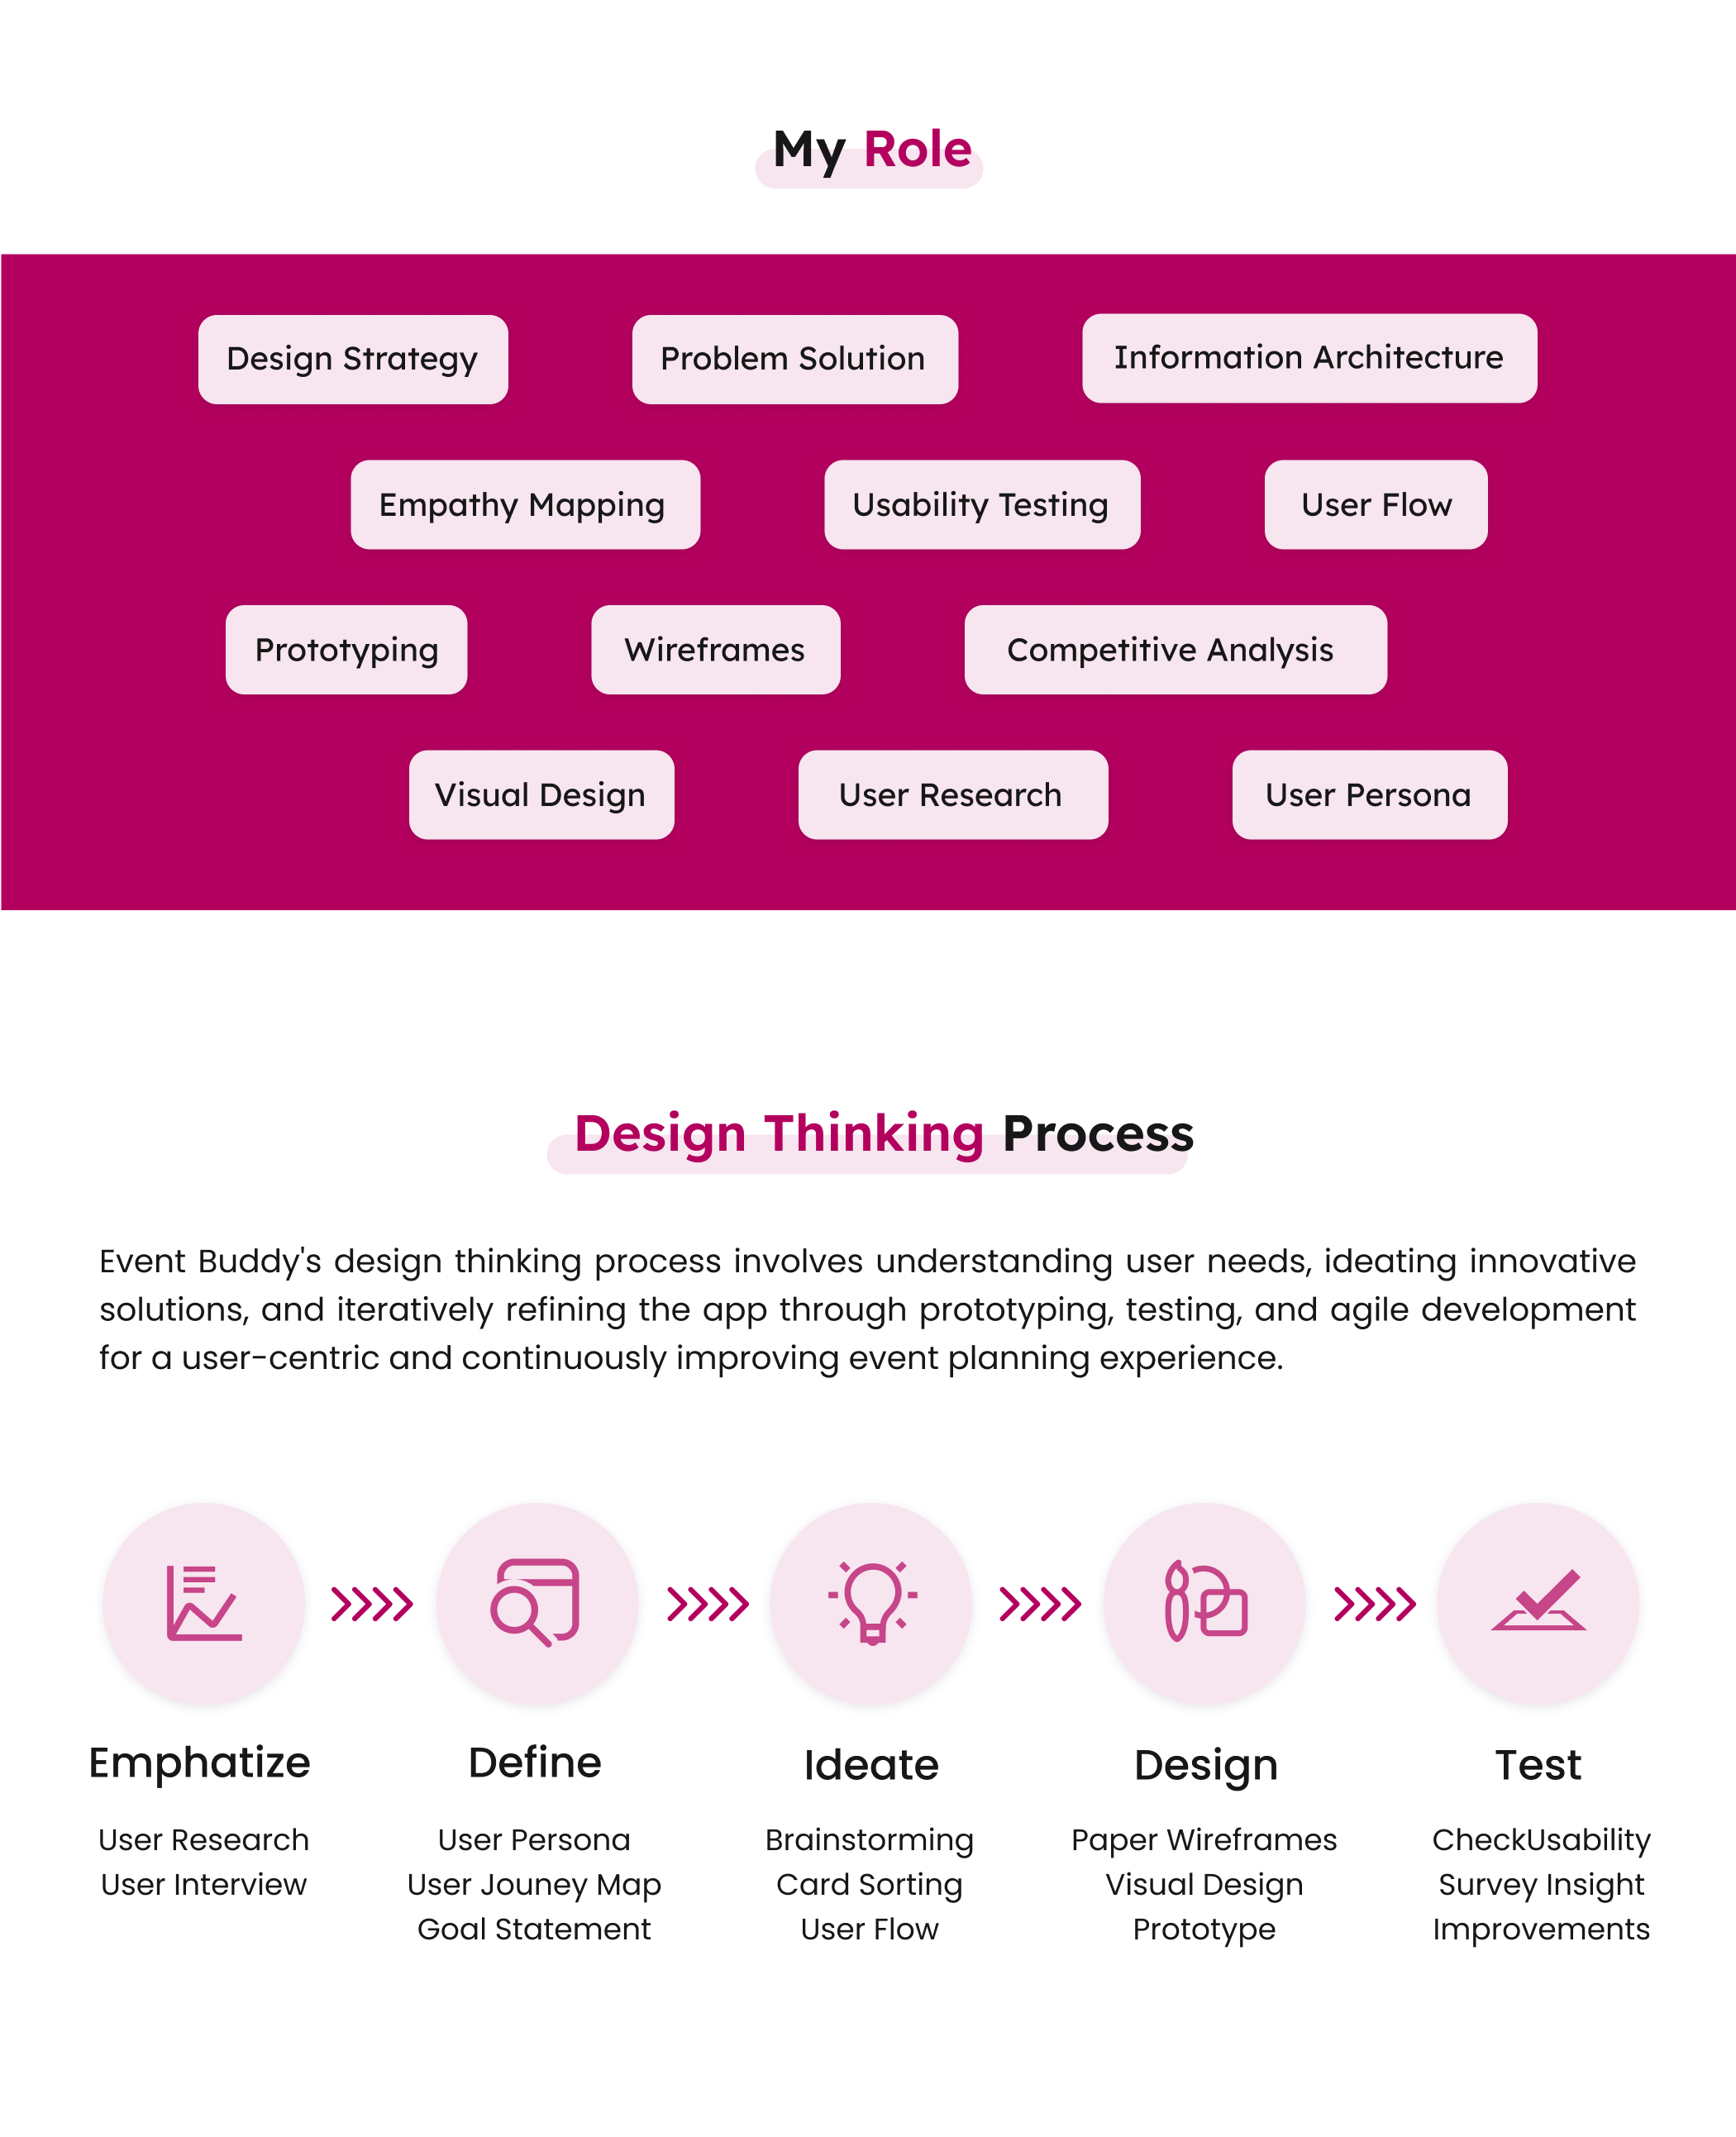 My Role
Design Strategy
Problem Solution
Information Architecture
Empathy Mapping
Usability Testing
User Flow
Prototyping
Wireframes
Competitive Analysis
Visual Design
User Research
User Persona
Design Thinking Process
Event Buddy's design thinking process involves understanding user needs, ideating innovative
solutions, and iteratively refining the app through prototyping, testing, and agile development
for a user-centric and continuously improving event planning experience.
Emphatize
User Research
User Interview
Define
User Persona
User Jouney Map
Goal Statement
Ideate
Brainstorming
Card Sorting
User Flow
Design
Paper Wireframes
Visual Design
Prototype
Test
CheckUsability
Survey Insight
Improvements